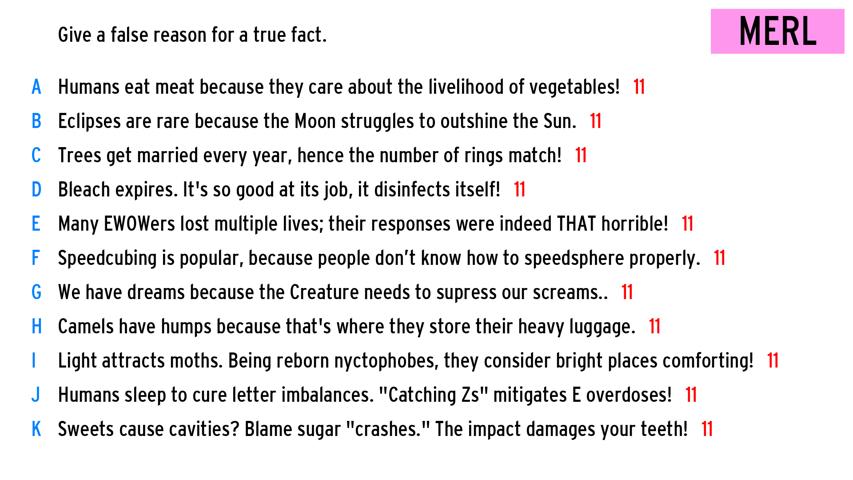 Give a false reason for a true fact.
MERL
A Humans eat meat because they care about the livelihood of vegetables! 11
B Eclipses are rare because the Moon struggles to outshine the Sun. 11
C Trees get married every year, hence the number of rings match! 11
D Bleach expires. It's so good at its job, it disinfects itself! 11
E Many EWOWers lost multiple lives; their responses were indeed THAT horrible! 11
F Speedcubing is popular, because people don’t know how to speedsphere properly. 11
G We have dreams because the Creature needs to supress our screams.. 11
H Camels have humps because that's where they store their heavy luggage. 11
I Light attracts moths. Being reborn nyctophobes, they consider bright places comforting! 11
J Humans sleep to cure letter imbalances. "Catching Zs" mitigates E overdoses! 11
K Sweets cause cavities? Blame sugar "crashes." The impact damages your teeth! 11